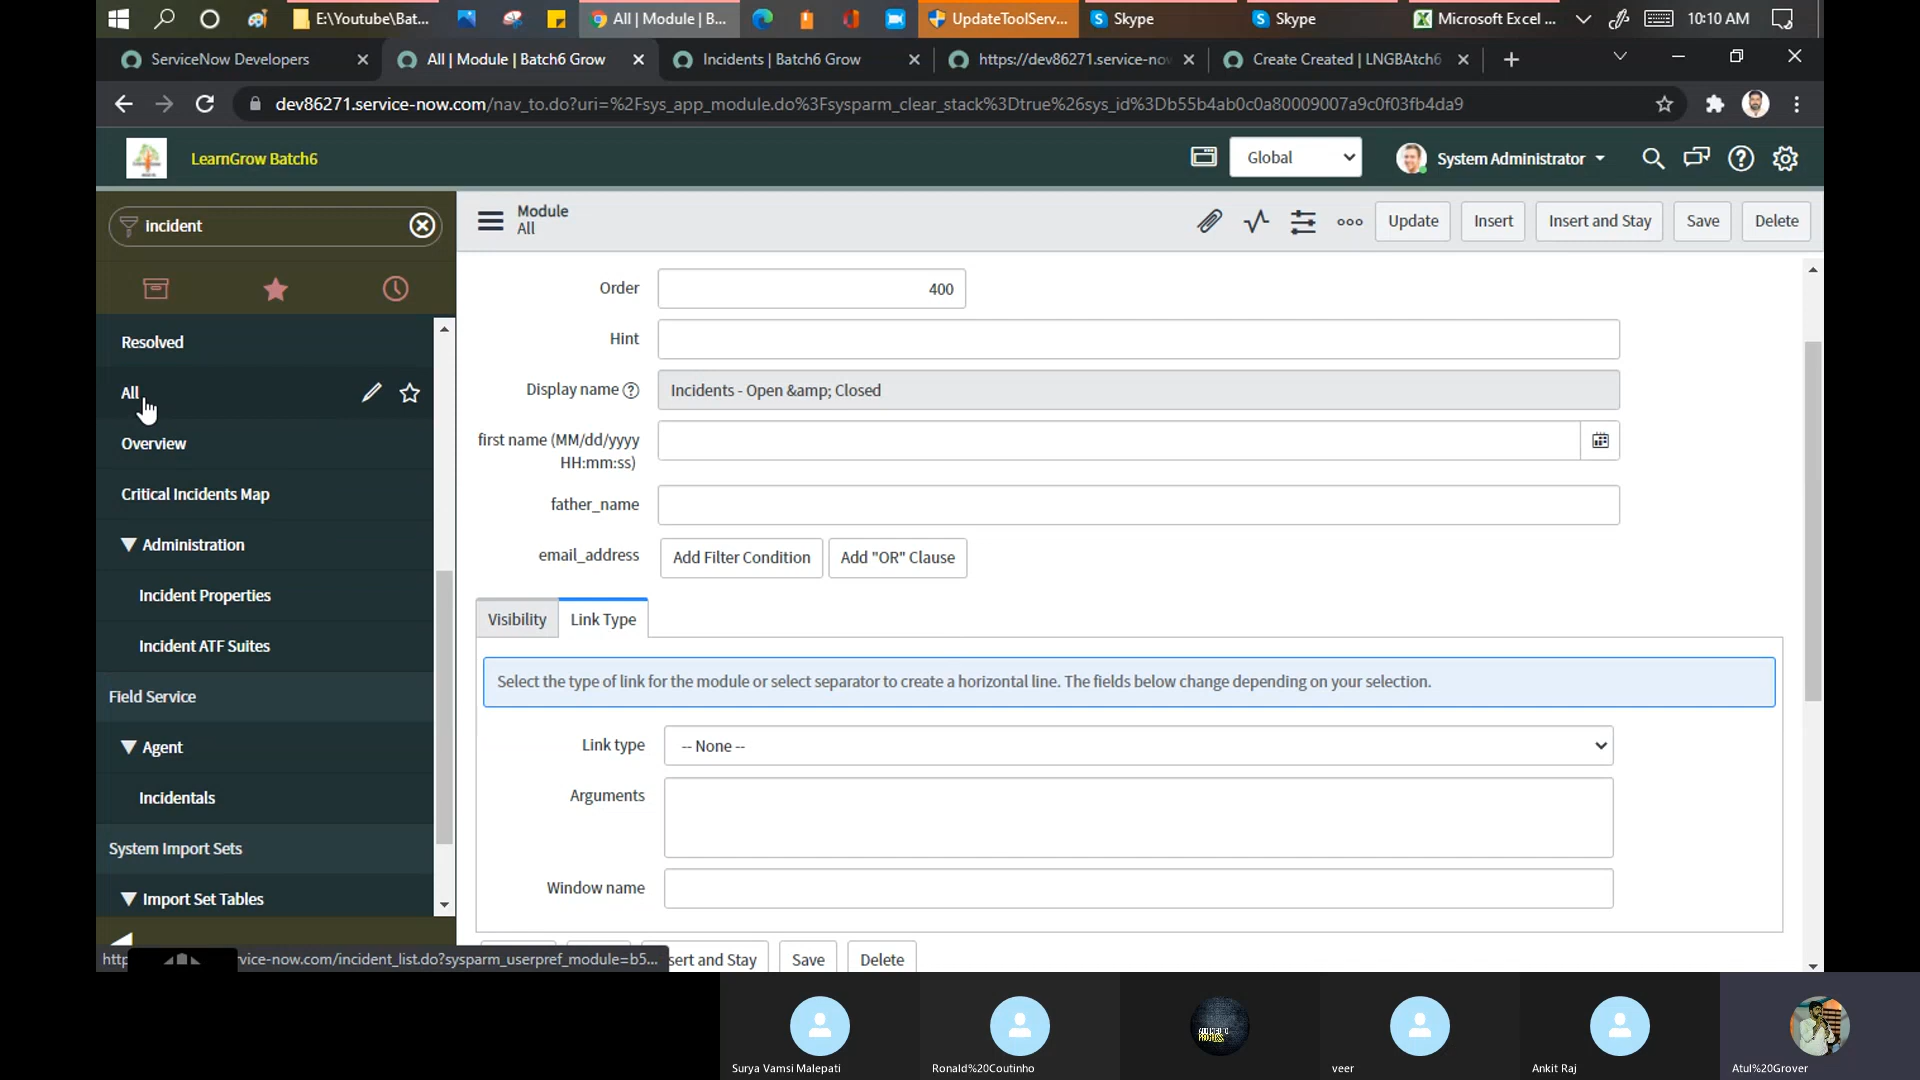 E:\Youtube\Bat...
All | Module | B...
UpdateToolServ...
Skype
Skype
Microsoft Excel ...
10:10 AM
ServiceNow Developers
All | Module | Batch6 Grow
Incidents | Batch6 Grow
https://dev86271.service-no
Create Created | LNGBAtch6
dev86271.service-now.com/nav_to.do?uri=%2Fsys_app_module.do%3Fsysparm_clear_stack%3Dtrue%26sys_id%3Db55b4ab0c0a80009007a9c0f03fb4da9
LearnGrow Batch6
Global
System Administrator
incident
Module
All
Update
Insert
Insert and Stay
Save
Delete
Resolved
All
Overview
Critical Incidents Map
Administration
Incident Properties
Incident ATF Suites
Field Service
Agent
Incidentals
System Import Sets
Import Set Tables
Order
400
Hint
Display name
Incidents - Open &amp; Closed
first name (MM/dd/yyyy
HH:mm:ss)
father_name
email_address
Add Filter Condition
Add "OR" Clause
Visibility
Link Type
Select the type of link for the module or select separator to create a horizontal line. The fields below change depending on your selection.
Link type
-- None --
Arguments
Window name
http
vice-now.com/incident_list.do?sysparm_userpref_module=b5...
sert and Stay
Save
Delete
Surya Vamsi Malepati
Ronald%20Coutinho
veer
Ankit Raj
Atul%20Grover